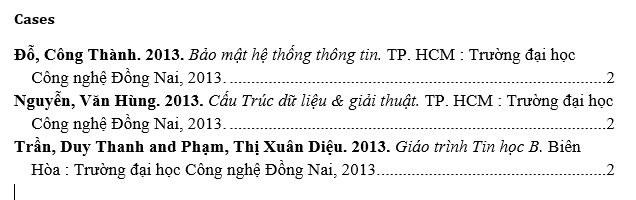 Cases
Đỗ, Công Thành. 2013. Bảo mật hệ thống thông tin. TP. HCM : Trường đại học
Công nghệ Đồng Nai, 2013. ........................................................................2
Nguyễn, Văn Hùng. 2013. Cấu Trúc dữ liệu & giải thuật. TP. HCM : Trường đại học
Công nghệ Đồng Nai, 2013. ........................................................................2
Trần, Duy Thanh and Phạm, Thị Xuân Diệu. 2013. Giáo trình Tin học B. Biên
Hòa : Trường đại học Công nghệ Đồng Nai, 2013............................................2